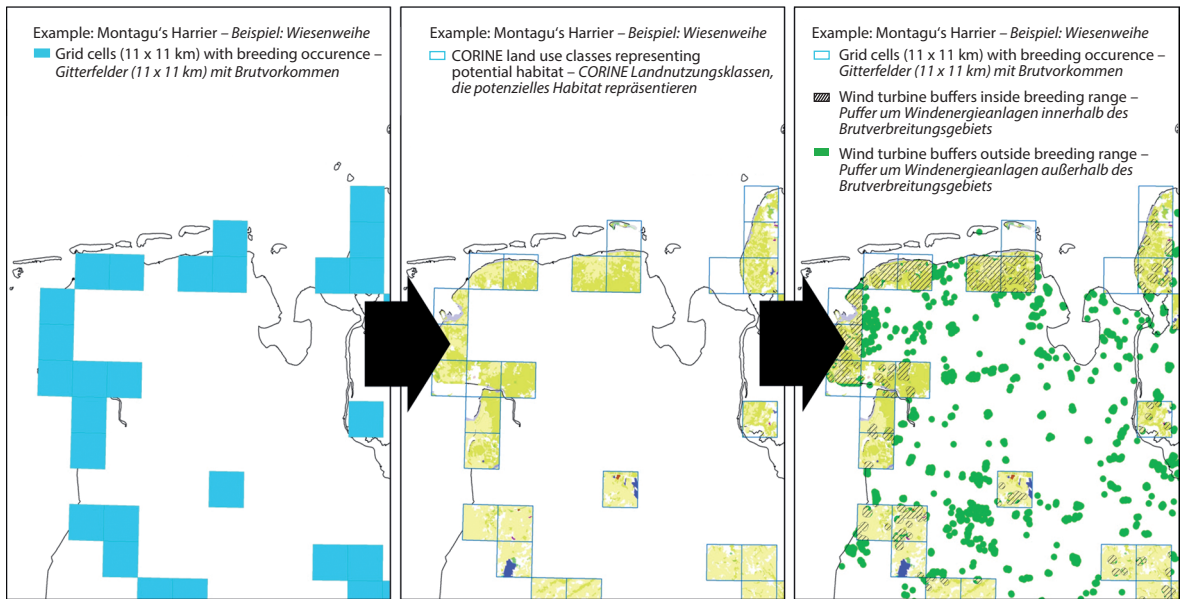 Example: Montagu‘s Harrier – Beispiel: Wiesenweihe
Grid cells (11 x 11 km) with breeding occurence –
Gitterfelder (11 x 11 km) mit Brutvorkommen
Example: Montagu‘s Harrier – Beispiel: Wiesenweihe
CORINE land use classes representing
potential habitat – CORINE Landnutzungsklassen,
die potenzielles Habitat repräsentieren
Example: Montagu‘s Harrier – Beispiel: Wiesenweihe
Grid cells (11 x 11 km) with breeding occurence –
Gitterfelder (11 x 11 km) mit Brutvorkommen
Wind turbine buffers inside breeding range –
Puffer um Windenergieanlagen innerhalb des
Brutverbreitungsgebiets
Wind turbine buffers outside breeding range –
Puffer um Windenergieanlagen außerhalb des
Brutverbreitungsgebiets